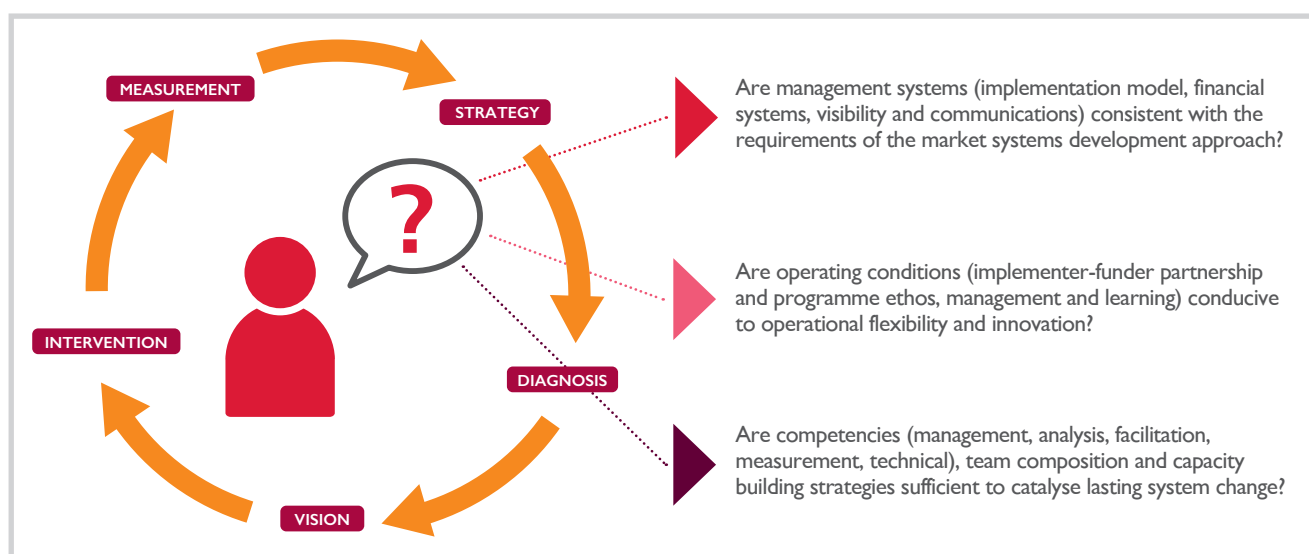 MEASUREMENT
STRATEGY
?
INTERVENTION
DIAGNOSIS
VISION
Are management systems (implementation model, financial
systems, visibility and communications) consistent with the
requirements of the market systems development approach?
Are operating conditions (implementer-funder partnership
and programme ethos, management and learning) conducive
to operational flexibility and innovation?
Are competencies (management, analysis, facilitation,
measurement, technical), team composition and capacity
building strategies sufficient to catalyse lasting system change?